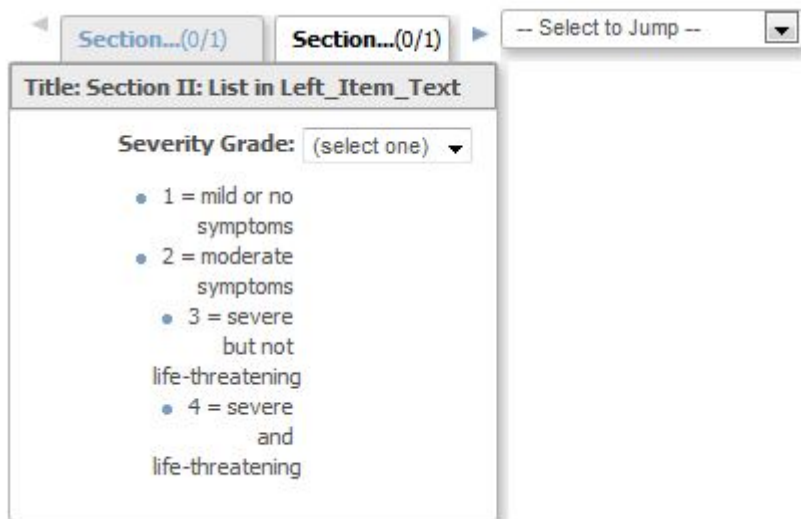 Section...(0/1) Section...(0/1) -- Select to Jump --
Title: Section II: List in Left_Item_Text
Severity Grade: (select one)
1 = mild or no
symptoms
2 = moderate
symptoms
3 = severe
but not
life-threatening
4 = severe
and
life-threatening